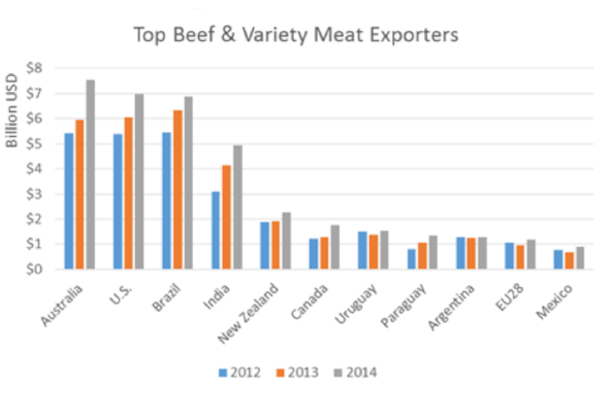 Top Beef & Variety Meat Exporters
Billion USD
$8
$7
$6
$5
$4
$3
$2
$1
$0
Australia
U.S.
Brazil
India
New Zealand
Canada
Uruguay
Paraguay
Argentina
EU28
Mexico
2012 2013 2014